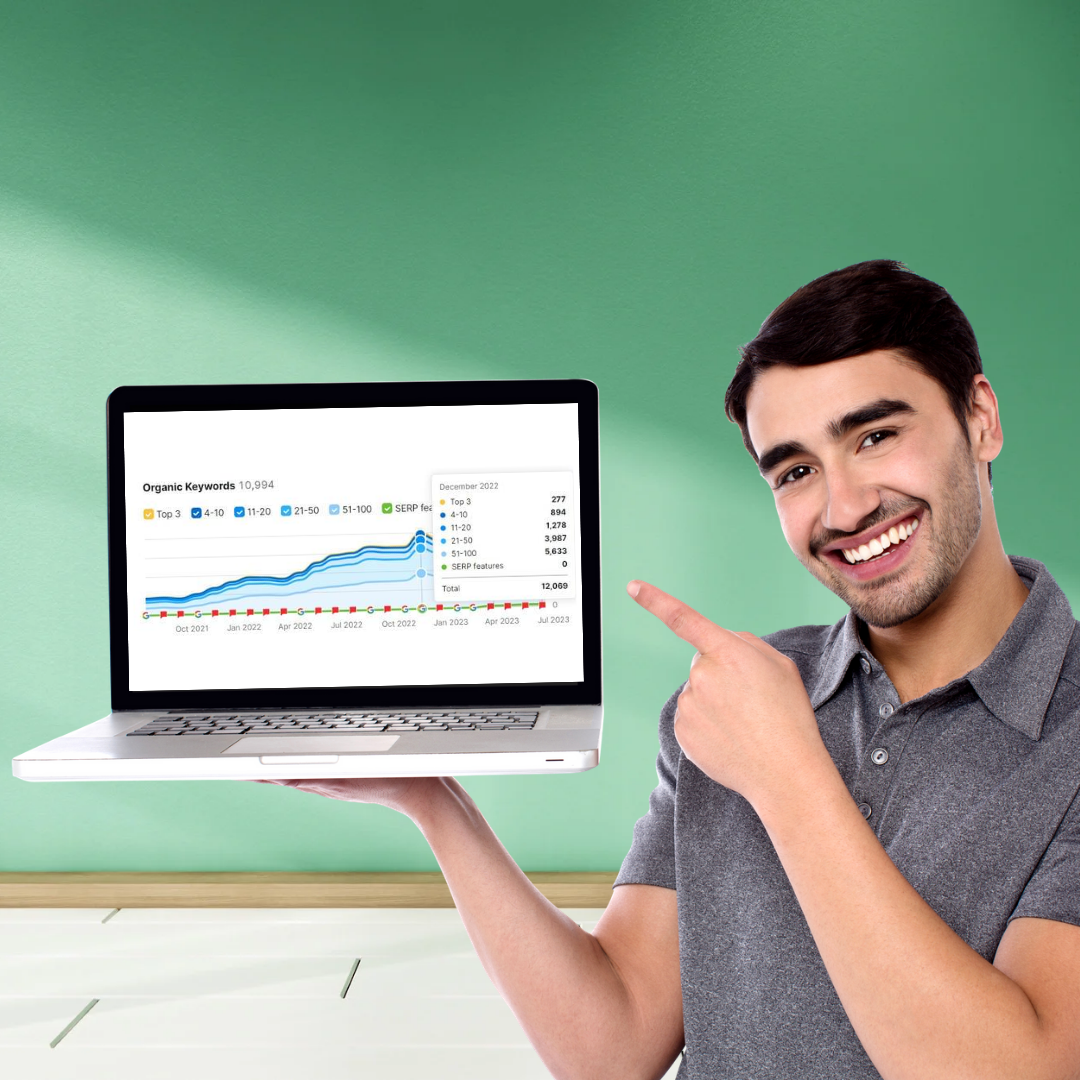 Organic Keywords 10,994
Top 3 4-10 11-20 21-50 51-100 SERP fea
December 2022
Top 3 277
4-10 894
11-20 1,278
21-50 3,987
51-100 5,633
SERP features 0
Total 12,069
0
Oct 2021 Jan 2022 Apr 2022 Jul 2022 Oct 2022 Jan 2023 Apr 2023 Jul 2023